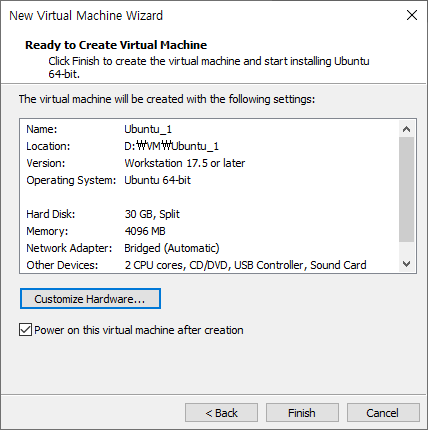 New Virtual Machine Wizard
Ready to Create Virtual Machine
Click Finish to create the virtual machine and start installing Ubuntu
64-bit.
The virtual machine will be created with the following settings:
Name: Ubuntu_1
Location: D:₩VM₩Ubuntu_1
Version: Workstation 17.5 or later
Operating System: Ubuntu 64-bit
Hard Disk: 30 GB, Split
Memory: 4096 MB
Network Adapter: Bridged (Automatic)
Other Devices: 2 CPU cores, CD/DVD, USB Controller, Sound Card
Customize Hardware...
Power on this virtual machine after creation
< Back Finish Cancel